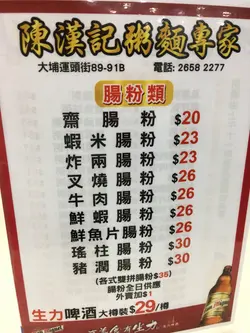 陳漢記粥麵專家
大埔運頭街89-91B 電話: 2658 2277
腸粉類
齋腸粉 $20
蝦米腸粉 $23
炸兩腸粉 $23
叉燒腸粉 $26
牛肉腸粉 $26
鮮蝦腸粉 $26
鮮魚片腸粉 $26
瑤柱腸粉 $30
豬潤腸粉 $30
(各式雙拼腸粉$35)
腸粉全日供應
外賣加$1
生力啤酒大樽裝$29/樽